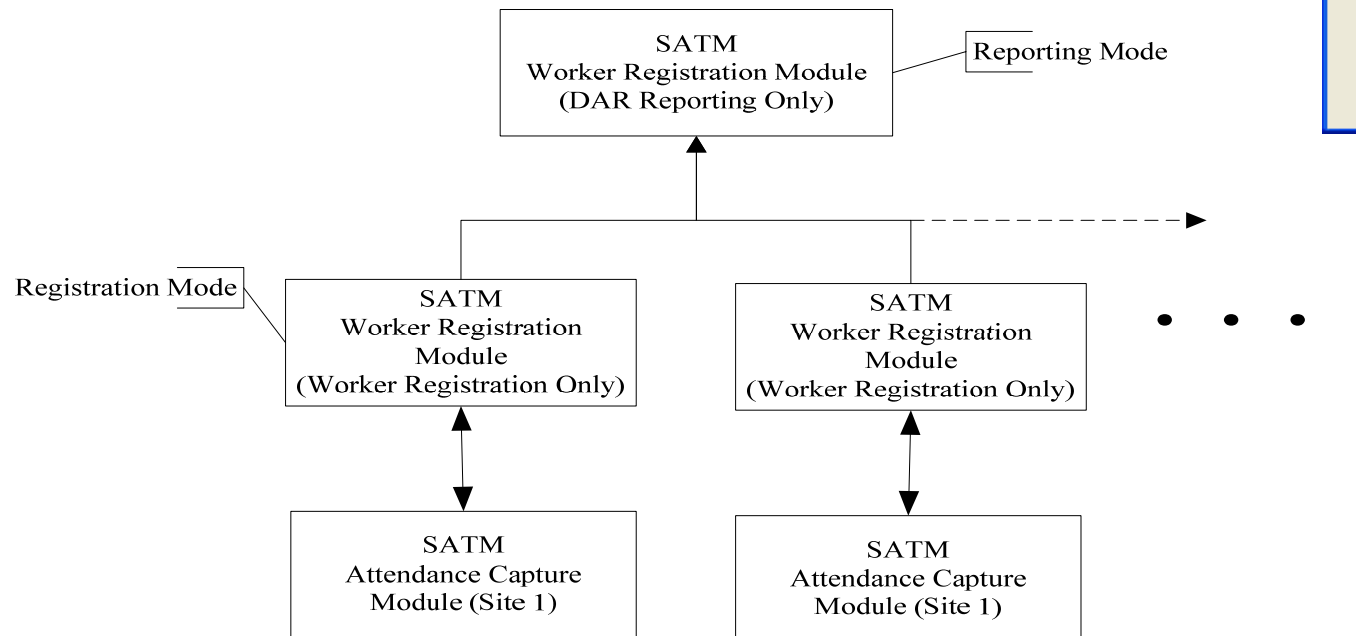 SATM
Worker Registration Module
(DAR Reporting Only)
Reporting Mode
Registration Mode
SATM
Worker Registration
Module
(Worker Registration Only)
SATM
Worker Registration
Module
(Worker Registration Only)
SATM
Attendance Capture
Module (Site 1)
SATM
Attendance Capture
Module (Site 1)